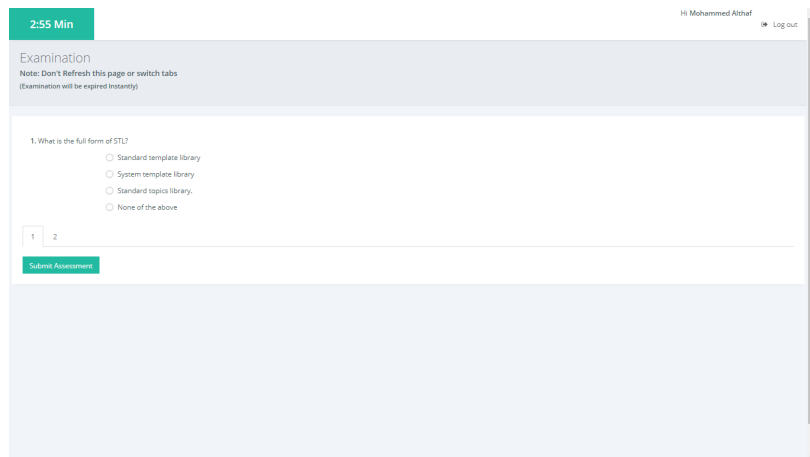 2:55 Min
Hi Mohammed Althaf
Log out
Examination
Note: Don't Refresh this page or switch tabs
(Examination will be expired Instantly)
1. What is the full form of STL?
Standard template library
System template library
Standard topics library.
None of the above
1 2
Submit Assessment